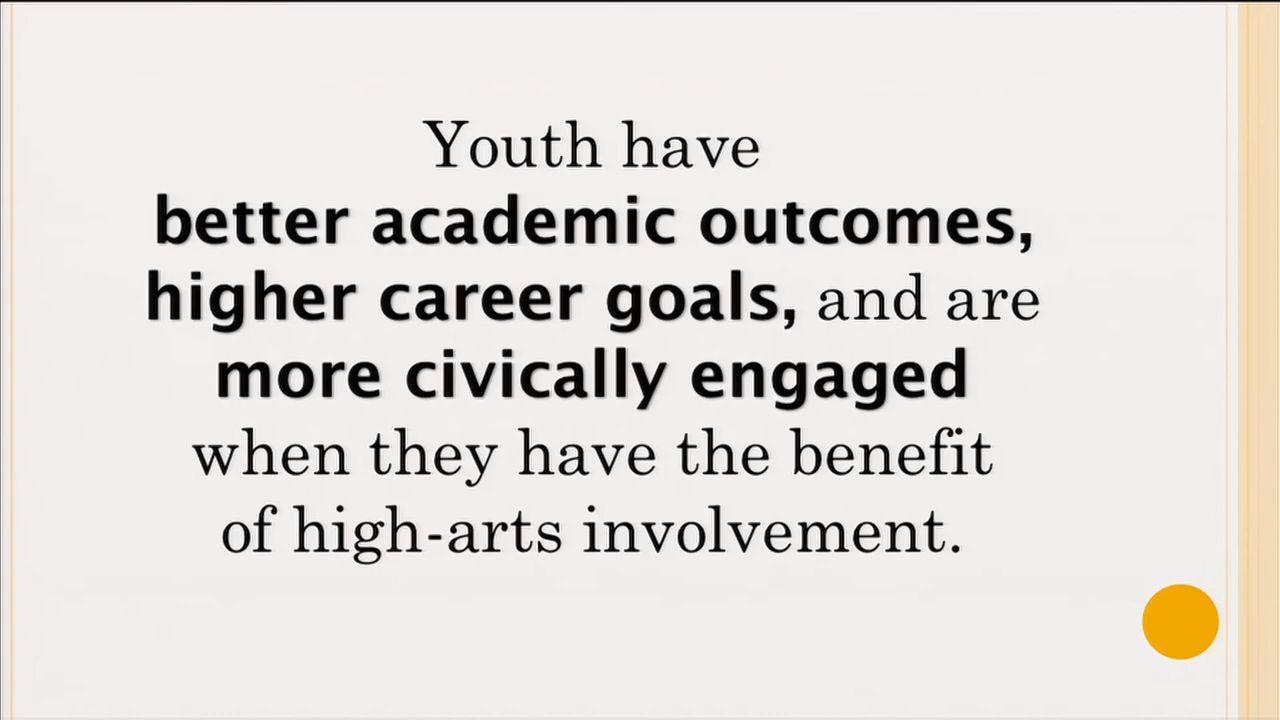 Youth have
better academic outcomes,
higher career goals, and are
more civically engaged
when they have the benefit
of high-arts involvement.